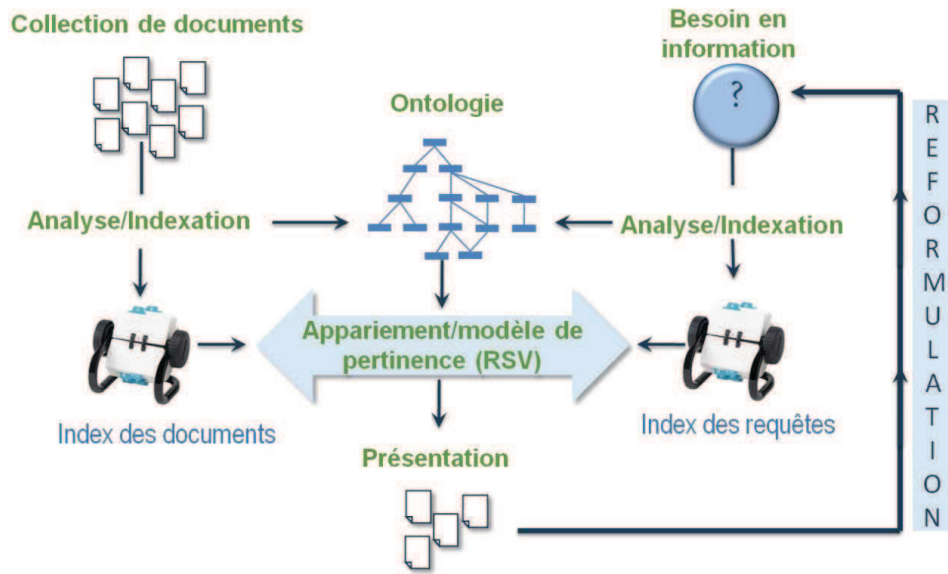 Collection de documents
Besoin en
information
?
Ontologie
Analyse/Indexation
Analyse/Indexation
Appariement/modèle de
pertinence (RSV)
Index des documents
Index des requêtes
Présentation
REFORMULATION